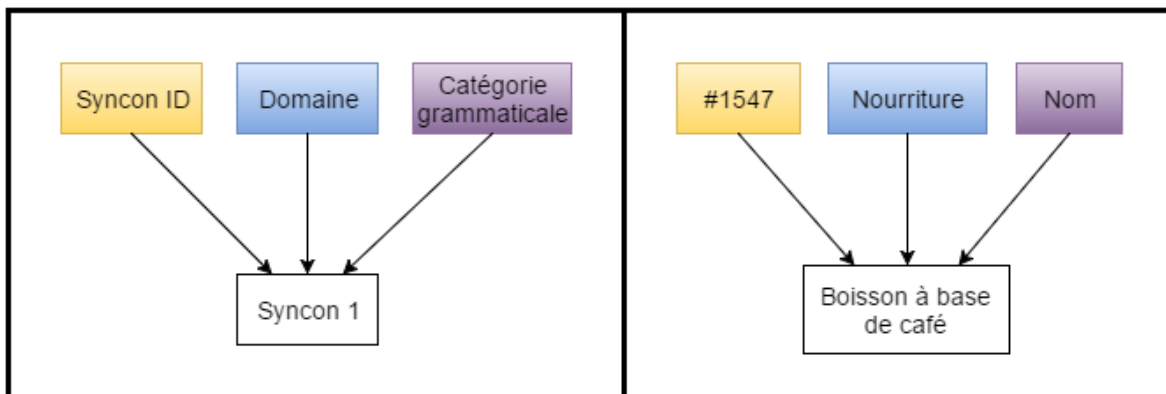 Syncon ID
Domaine
Catégorie
grammaticale
Syncon 1
#1547
Nourriture
Nom
Boisson à base
de café